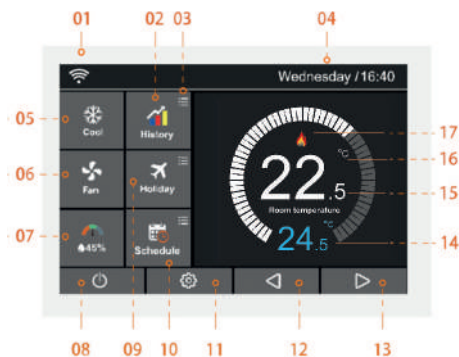 01 02 03 04
Wednesday / 16:40
05 Cool History 17
°C 16
06 Fan Holiday 22.5 15
Room temperature
°C
07 45% Schedule 24.5 14
08 09 10 11 12 13